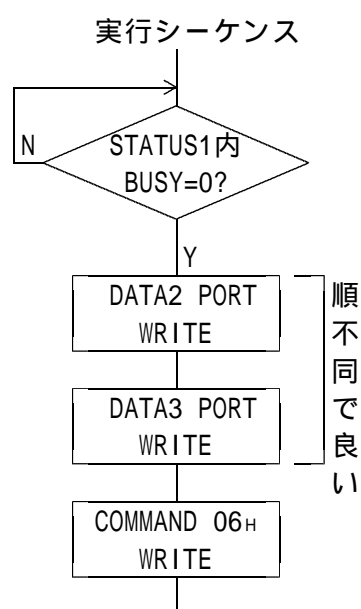 実行シーケンス
N
STATUS1内
BUSY=0?
Y
DATA2 PORT
WRITE
DATA3 PORT
WRITE
順不同で良い
COMMAND 06H
WRITE